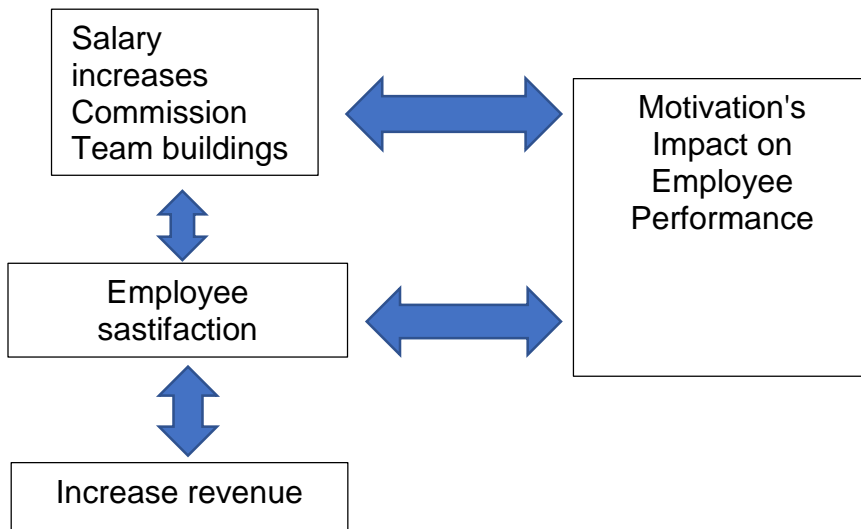 Salary
increases
Commission
Team buildings
Motivation's
Impact on
Employee
Performance
Employee
sastifaction
Increase revenue